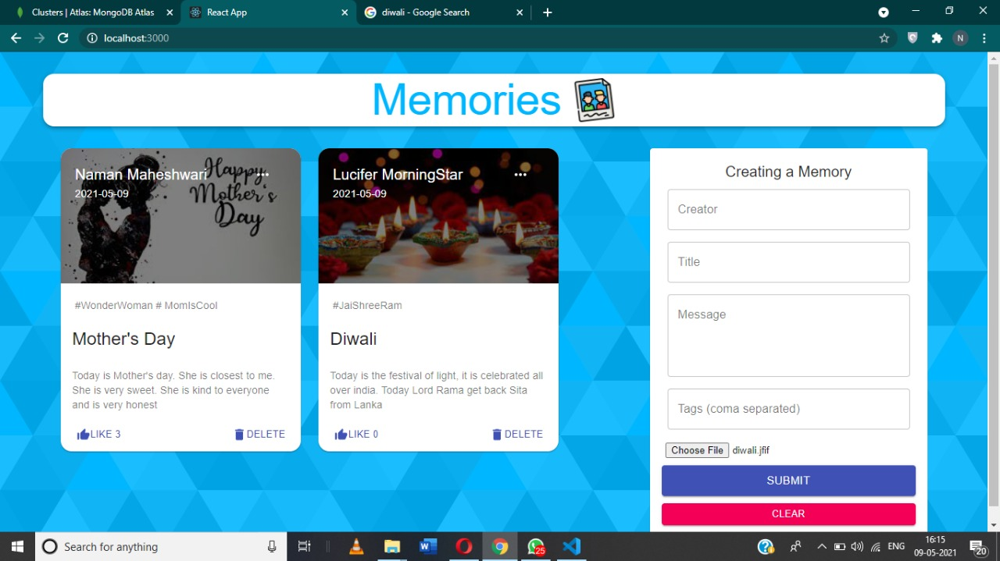 Clusters | Atlas: MongoDB Atlas
React App
diwali - Google Search
localhost:3000
N
Memories
Naman Maheshwari
2021-05-09
Happy
Mother's
Day
#WonderWoman # MomIsCool
Mother's Day
Today is Mother's day. She is closest to me.
She is very sweet. She is kind to everyone
and is very honest
LIKE 3
DELETE
Lucifer MorningStar
2021-05-09
#JaiShreeRam
Diwali
Today is the festival of light, it is celebrated all
over india. Today Lord Rama get back Sita
from Lanka
LIKE 0
DELETE
Creating a Memory
Creator
Title
Message
Tags (coma separated)
Choose File diwali.jfif
SUBMIT
CLEAR
Search for anything
25
ENG
16:15
09-05-2021
20